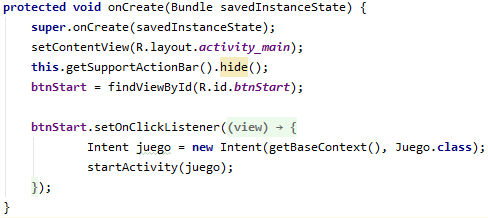 protected void onCreate(Bundle savedInstanceState) {
    super.onCreate(savedInstanceState);
    setContentView(R.layout.activity_main);
    this.getSupportActionBar().hide();
    btnStart = findViewById(R.id.btnStart);

    btnStart.setOnClickListener((view) → {
            Intent juego = new Intent(getBaseContext(), Juego.class);
            startActivity(juego);
    });
}